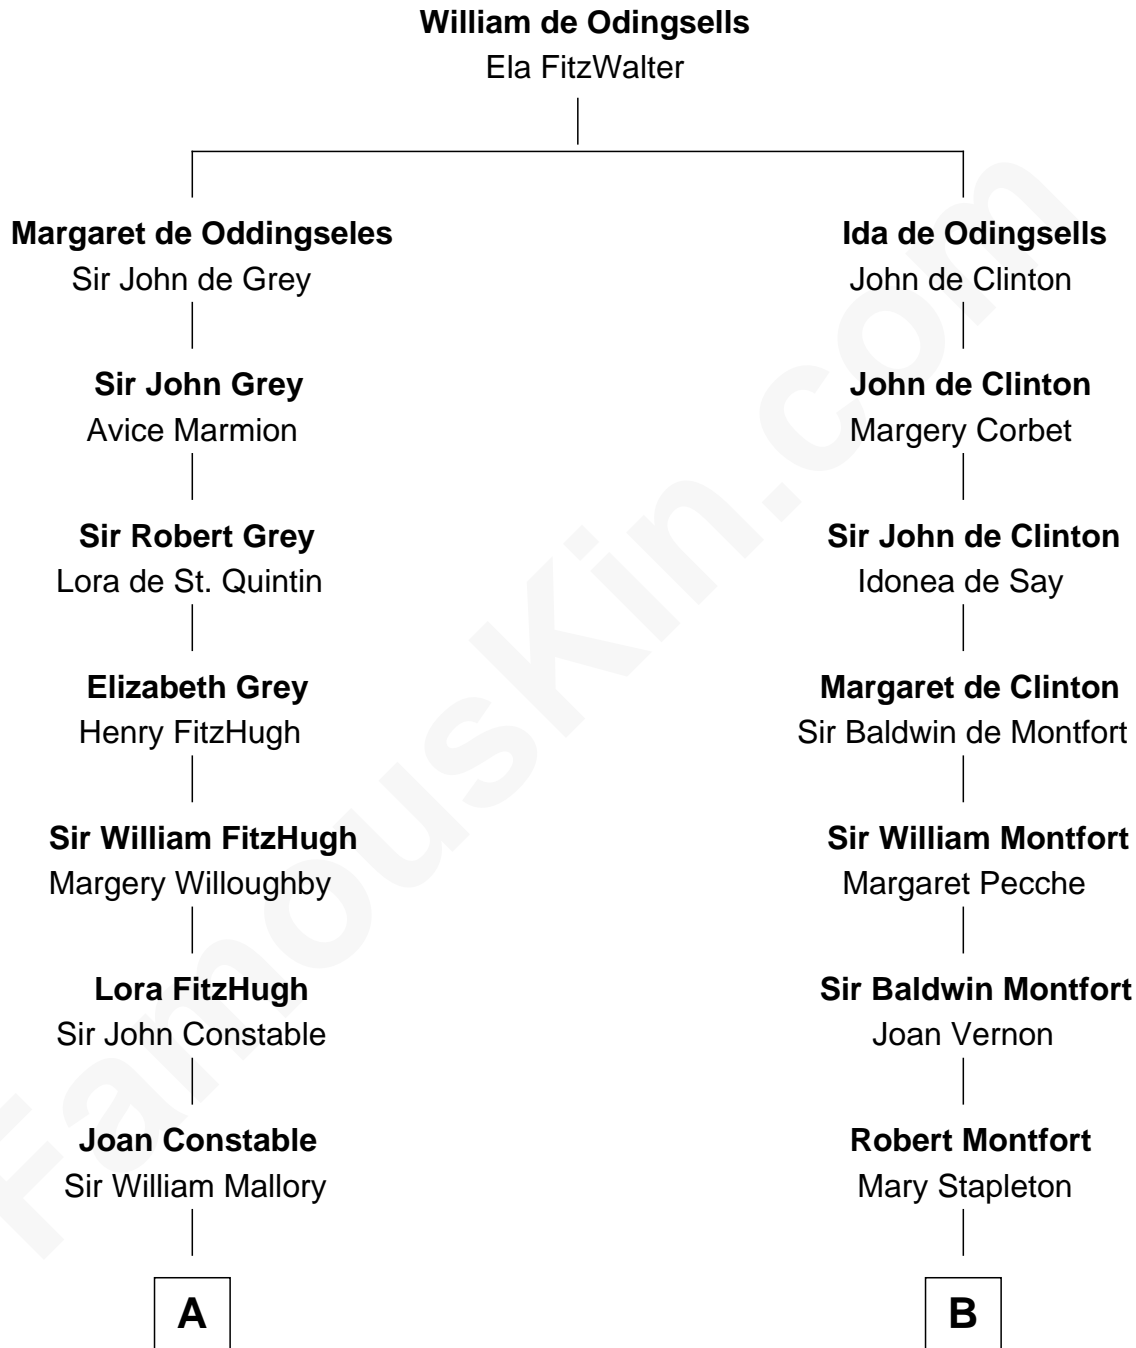 William de Odingsells
Ela FitzWalter
Margaret de Oddingseles
Sir John de Grey
Ida de Odingsells
John de Clinton
Sir John Grey
Avice Marmion
John de Clinton
Margery Corbet
Sir Robert Grey
Lora de St. Quintin
Sir John de Clinton
Idonea de Say
Elizabeth Grey
Henry FitzHugh
Margaret de Clinton
Sir Baldwin de Montfort
Sir William FitzHugh
Margery Willoughby
Sir William Montfort
Margaret Pecche
Lora FitzHugh
Sir John Constable
Sir Baldwin Montfort
Joan Vernon
Joan Constable
Sir William Mallory
Robert Montfort
Mary Stapleton
A
B
FamousKin.com